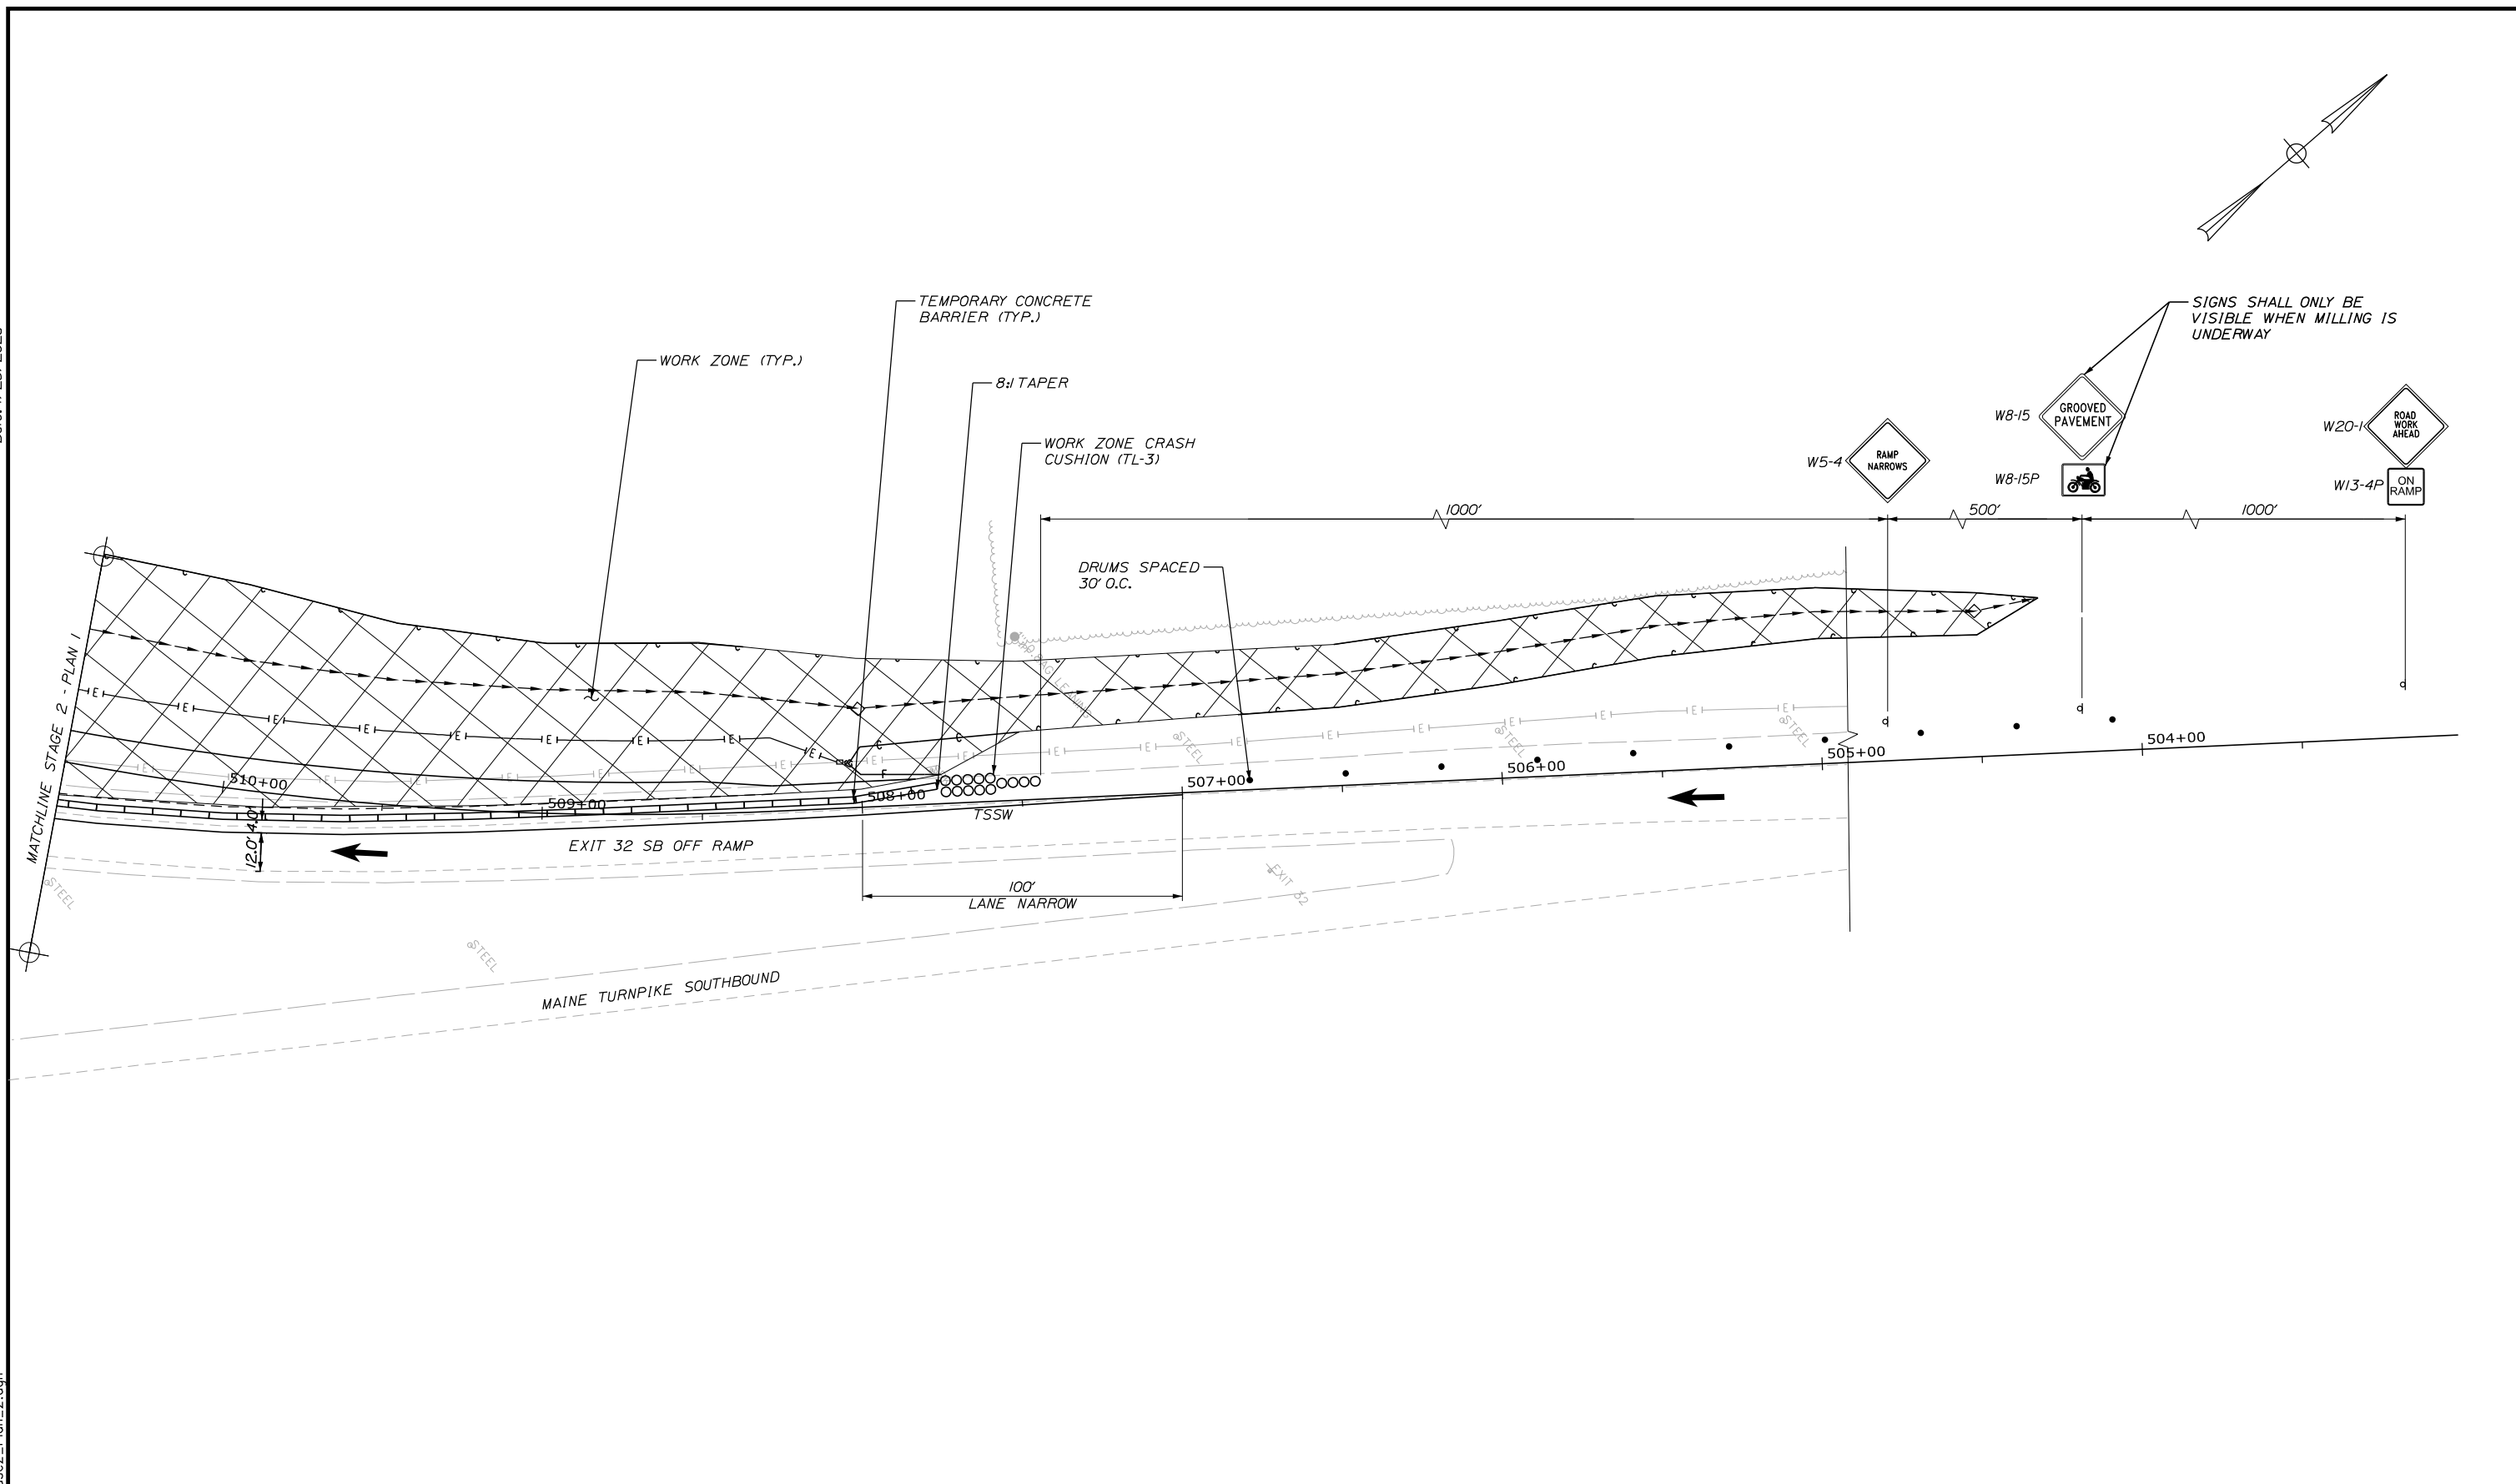 TEMPORARY CONCRETE
BARRIER (TYP.)
WORK ZONE (TYP.)
8:1 TAPER
WORK ZONE CRASH
CUSHION (TL-3)
SIGNS SHALL ONLY BE
VISIBLE WHEN MILLING IS
UNDERWAY
W5-4
RAMP
NARROWS
W8-15
GROOVED
PAVEMENT
W8-15P
W20-1
ROAD
WORK
AHEAD
W13-4P
ON
RAMP
1000'
500'
1000'
DRUMS SPACED
30' O.C.
MATCHLINE STAGE 2 - PLAN 1
510+00
509+00
508+00
507+00
506+00
505+00
504+00
F
TSSW
4.0'
12.0'
EXIT 32 SB OFF RAMP
100'
LANE NARROW
STEEL
STEEL
STEEL
STEEL
STEEL
EXIT 32
MAINE TURNPIKE SOUTHBOUND
E E E E E E E E E
E E E E E E E E E E E E E E E E E E E